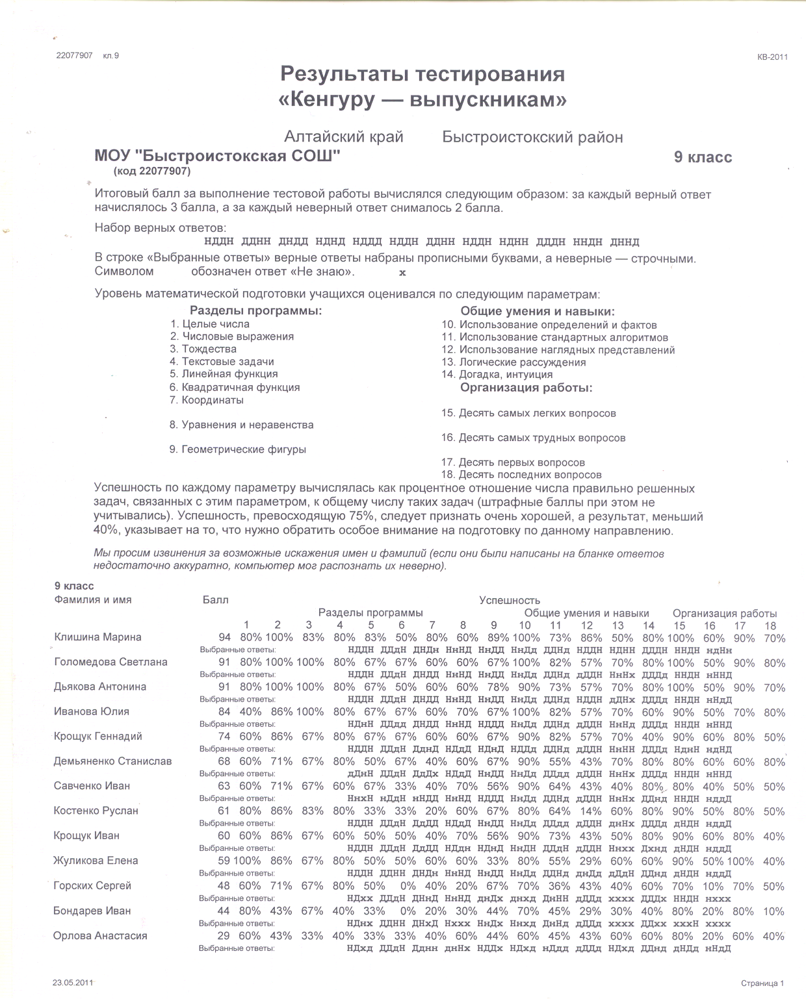 22077907 кл.9 КВ-2011
Результаты тестирования
«Кенгуру — выпускникам»
Алтайский край Быстроистокский район
МОУ "Быстроистокская СОШ" 9 класс
(код 22077907)
Итоговый балл за выполнение тестовой работы вычислялся следующим образом: за каждый верный ответ
начислялось 3 балла, а за каждый неверный ответ снималось 2 балла.
Набор верных ответов:
НДДН ДДНН ДНДД НДНД НДДД НДДН ДДНН НДДН НДНН ДДДН ННДН ДННД
В строке «Выбранные ответы» верные ответы набраны прописными буквами, а неверные — строчными.
Символом обозначен ответ «Не знаю». х
Уровень математической подготовки учащихся оценивался по следующим параметрам:
Разделы программы: Общие умения и навыки:
1. Целые числа 10. Использование определений и фактов
2. Числовые выражения 11. Использование стандартных алгоритмов
3. Тождества 12. Использование наглядных представлений
4. Текстовые задачи 13. Логические рассуждения
5. Линейная функция 14. Догадка, интуиция
6. Квадратичная функция Организация работы:
7. Координаты
15. Десять самых легких вопросов
8. Уравнения и неравенства
16. Десять самых трудных вопросов
9. Геометрические фигуры
17. Десять первых вопросов
18. Десять последних вопросов
Успешность по каждому параметру вычислялась как процентное отношение числа правильно решенных
задач, связанных с этим параметром, к общему числу таких задач (штрафные баллы при этом не
учитывались). Успешность, превосходящую 75%, следует признать очень хорошей, а результат, меньший
40%, указывает на то, что нужно обратить особое внимание на подготовку по данному направлению.
Мы просим извинения за возможные искажения имен и фамилий (если они были написаны на бланке ответов
недостаточно аккуратно, компьютер мог распознать их неверно).
9 класс
Фамилия и имя Балл Успешность
Разделы программы Общие умения и навыки Организация работы
1 2 3 4 5 6 7 8 9 10 11 12 13 14 15 16 17 18
Клишина Марина 94 80% 100% 83% 80% 83% 50% 80% 60% 89% 100% 73% 86% 50% 80% 100% 60% 90% 70%
Выбранные ответы: НДДН ДДдН ДНДн НнНД НнДД НнДд ДДНд НДДН НДНН ДДДД ННДН ндНн
Голомедова Светлана 91 80% 100% 100% 80% 67% 67% 60% 60% 67% 100% 82% 57% 70% 80% 100% 50% 90% 80%
Выбранные ответы: НДДН ДДдН ДНДД НнНД НнДД НнДд ДДНд дДДН НнНх ДДДд ННДН нННД
Дьякова Антонина 91 80% 100% 100% 80% 67% 50% 60% 60% 78% 90% 73% 57% 70% 80% 100% 50% 90% 70%
Выбранные ответы: НДДН ДДдН ДНДД НнНД НнДД НнДд ДДНд НДДН дДНх ДДДд ННДН нНдД
Иванова Юлия 84 40% 86% 100% 80% 67% 67% 60% 70% 67% 100% 82% 57% 70% 60% 90% 50% 70% 80%
Выбранные ответы: НДнН ДДдд ДНДД НнНД НДДД НнДд ДДНд дДДН НнНд ДДДд ННДН нННД
Крощук Геннадий 74 60% 86% 67% 80% 67% 67% 60% 60% 67% 90% 82% 57% 70% 40% 90% 60% 80% 50%
Выбранные ответы: НДДН ДДдН ДднД НДдД НДнД НДДд ДДНд дДДН НнНН ДДДд НднН ндНД
Демьяненко Станислав 68 60% 71% 67% 80% 50% 67% 40% 60% 67% 90% 55% 43% 70% 80% 80% 60% 60% 80%
Выбранные ответы: дДнН ДДдН ДдДх НДдД НнДД НнДд ДДдд дДДН НнНх ДДДд ННДН нННД
Савченко Иван 63 60% 71% 67% 60% 67% 33% 40% 70% 56% 90% 64% 43% 40% 80% 80% 40% 50% 50%
Выбранные ответы: НнхН нДдН нНДД НнНД НДДД НнДд ДДНд дДДН НнНх ДДнд ННДН нддД
Костенко Руслан 61 80% 86% 83% 80% 33% 33% 20% 60% 67% 80% 64% 14% 60% 80% 90% 50% 80% 50%
Выбранные ответы: НДДН ДДдН ДдДД НДдД НнДД НнДд ДДдд дДДН днНх ДДДд дНДН нддД
Крощук Иван 60 60% 86% 67% 60% 50% 50% 40% 70% 56% 90% 73% 43% 50% 80% 90% 60% 80% 40%
Выбранные ответы: НДДН ДДдН ДдДД НДдн НДнД НнДН ДДдН дДДН Ннхх Дхнд дНДН нддД
Жуликова Елена 59 100% 86% 67% 80% 50% 50% 60% 60% 33% 80% 55% 29% 60% 60% 90% 50% 100% 40%
Выбранные ответы: НДДН ДДНН ДНДн НнНД НнДД НнДд ДДНд днДд дДдН ДДнд дНДН нддД
Горских Сергей 48 60% 71% 67% 80% 50% 0% 40% 20% 67% 70% 36% 43% 40% 60% 70% 10% 70% 50%
Выбранные ответы: НДхх ДДдН ДНнД НнНД днДх днхД ДнНН дДДд хххх ДДДх ННДН нххх
Бондарев Иван 44 80% 43% 67% 40% 33% 0% 20% 30% 44% 70% 45% 29% 30% 40% 80% 20% 80% 10%
Выбранные ответы: НДнх ДДНН ДНхД Нххх НнДх Ннхд ДнНд дДДд хххх ДДхх хххН хххх
Орлова Анастасия 29 60% 43% 33% 40% 33% 33% 40% 60% 44% 60% 45% 43% 60% 60% 80% 20% 60% 40%
Выбранные ответы: НДхд ДДдН Дднн днНх НДДх НДхд нДдд дДДд НДхд ДДнд дНДд нНдД
23.05.2011 Страница 1